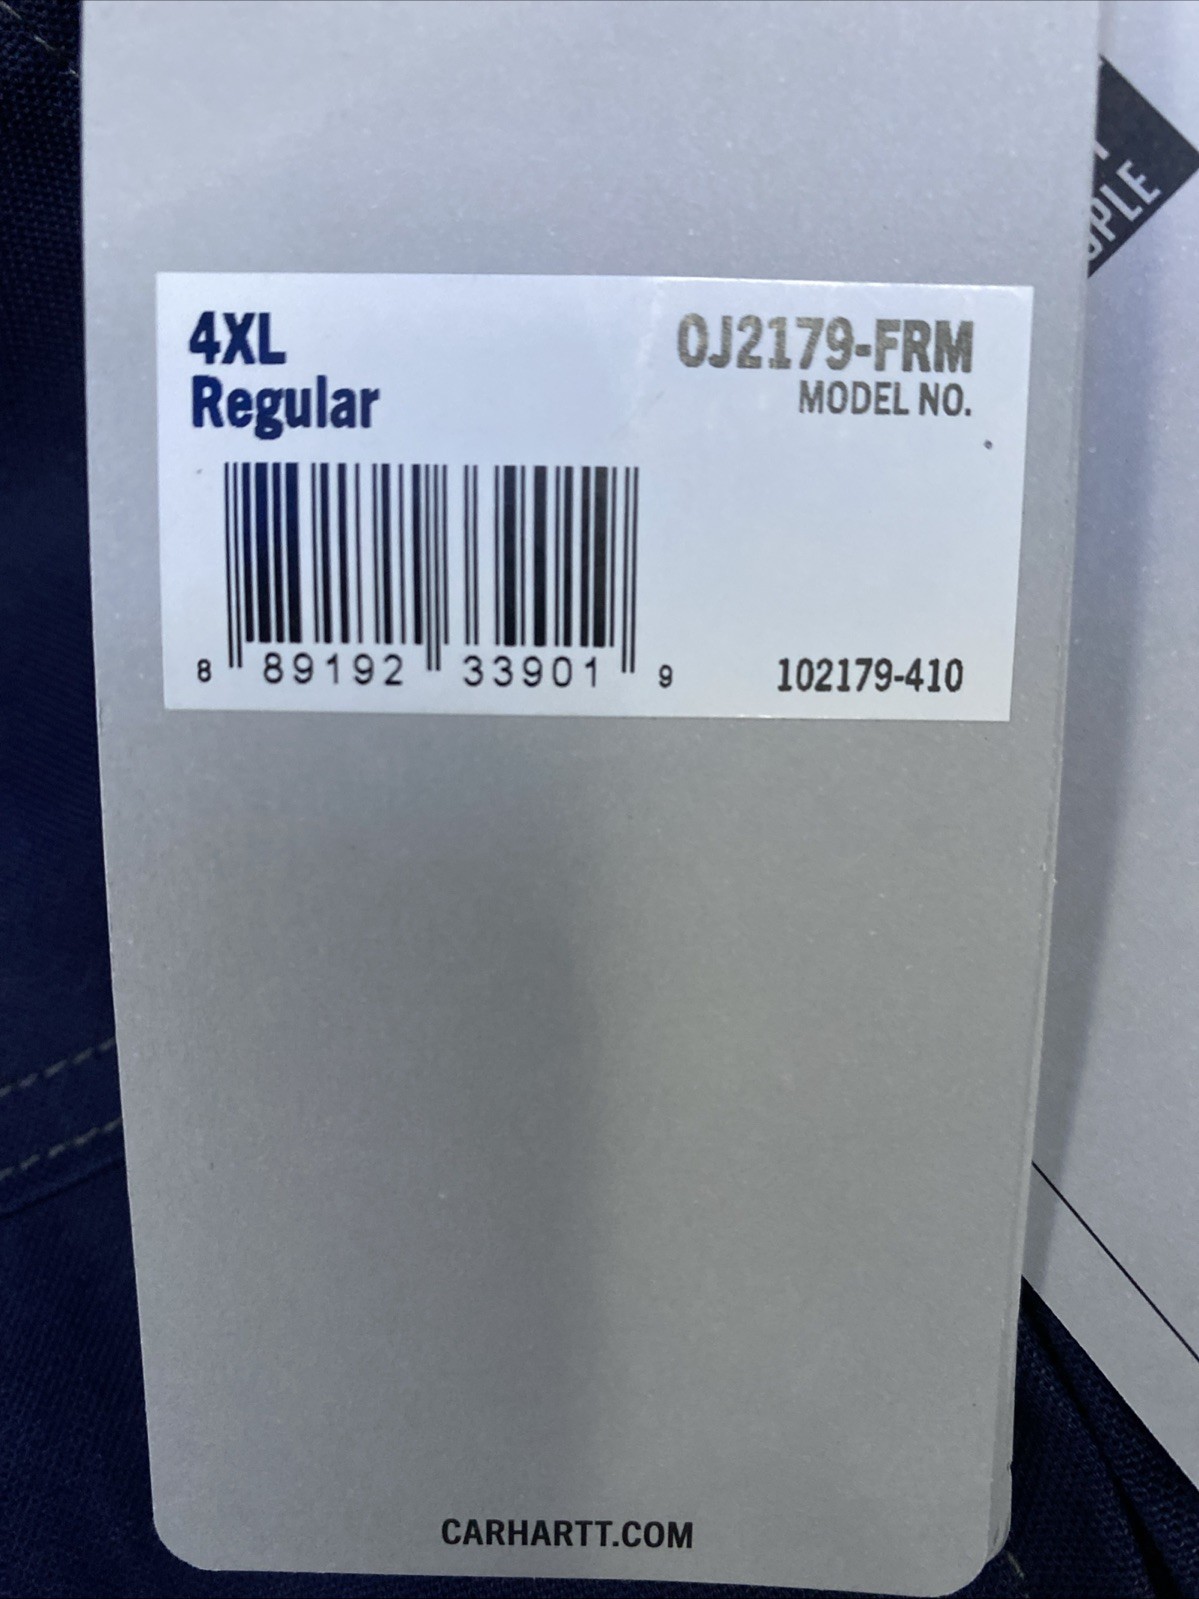 4XL
Regular
OJ2179-FRM
MODEL NO.
8 89192 33901 9
102179-410
CARHARTT.COM